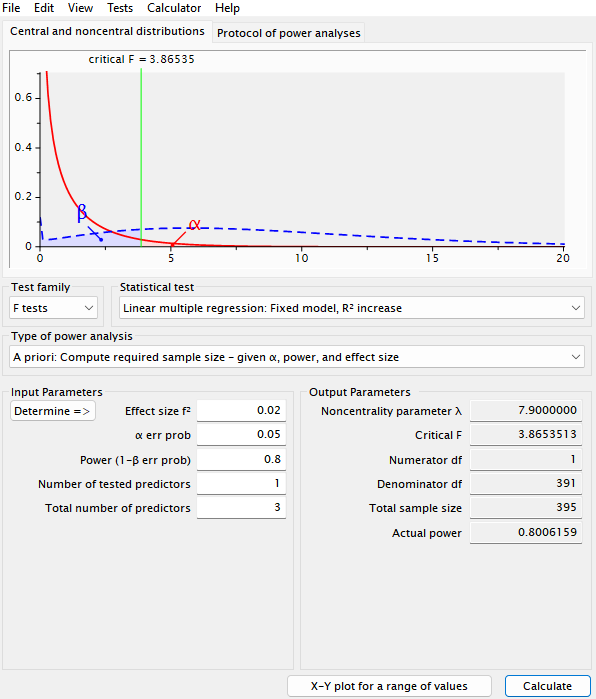 File Edit View Tests Calculator Help
Central and noncentral distributions Protocol of power analyses
critical F = 3.86535
0.6
0.4
0.2
0
β
α
0 5 10 15 20
Test family Statistical test
F tests Linear multiple regression: Fixed model, R² increase
Type of power analysis
A priori: Compute required sample size – given α, power, and effect size
Input Parameters Output Parameters
Determine => Effect size f² 0.02 Noncentrality parameter λ 7.9000000
α err prob 0.05 Critical F 3.8653513
Power (1-β err prob) 0.8 Numerator df 1
Number of tested predictors 1 Denominator df 391
Total number of predictors 3 Total sample size 395
Actual power 0.8006159
X-Y plot for a range of values Calculate